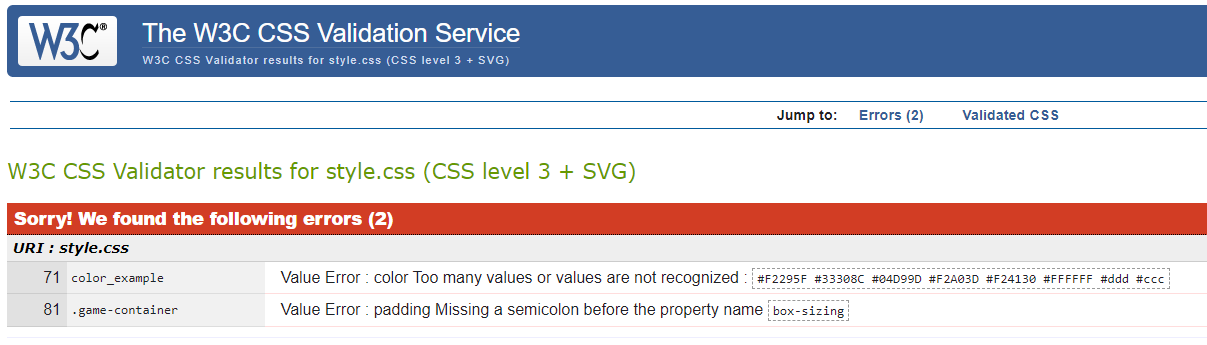 W3C®
The W3C CSS Validation Service
W3C CSS Validator results for style.css (CSS level 3 + SVG)
Jump to: Errors (2) Validated CSS
W3C CSS Validator results for style.css (CSS level 3 + SVG)
Sorry! We found the following errors (2)
URI : style.css
71 color_example Value Error : color Too many values or values are not recognized : #F2295F #33308C #04D99D #F2A03D #F24130 #FFFFFF #ddd #ccc
81 .game-container Value Error : padding Missing a semicolon before the property name box-sizing